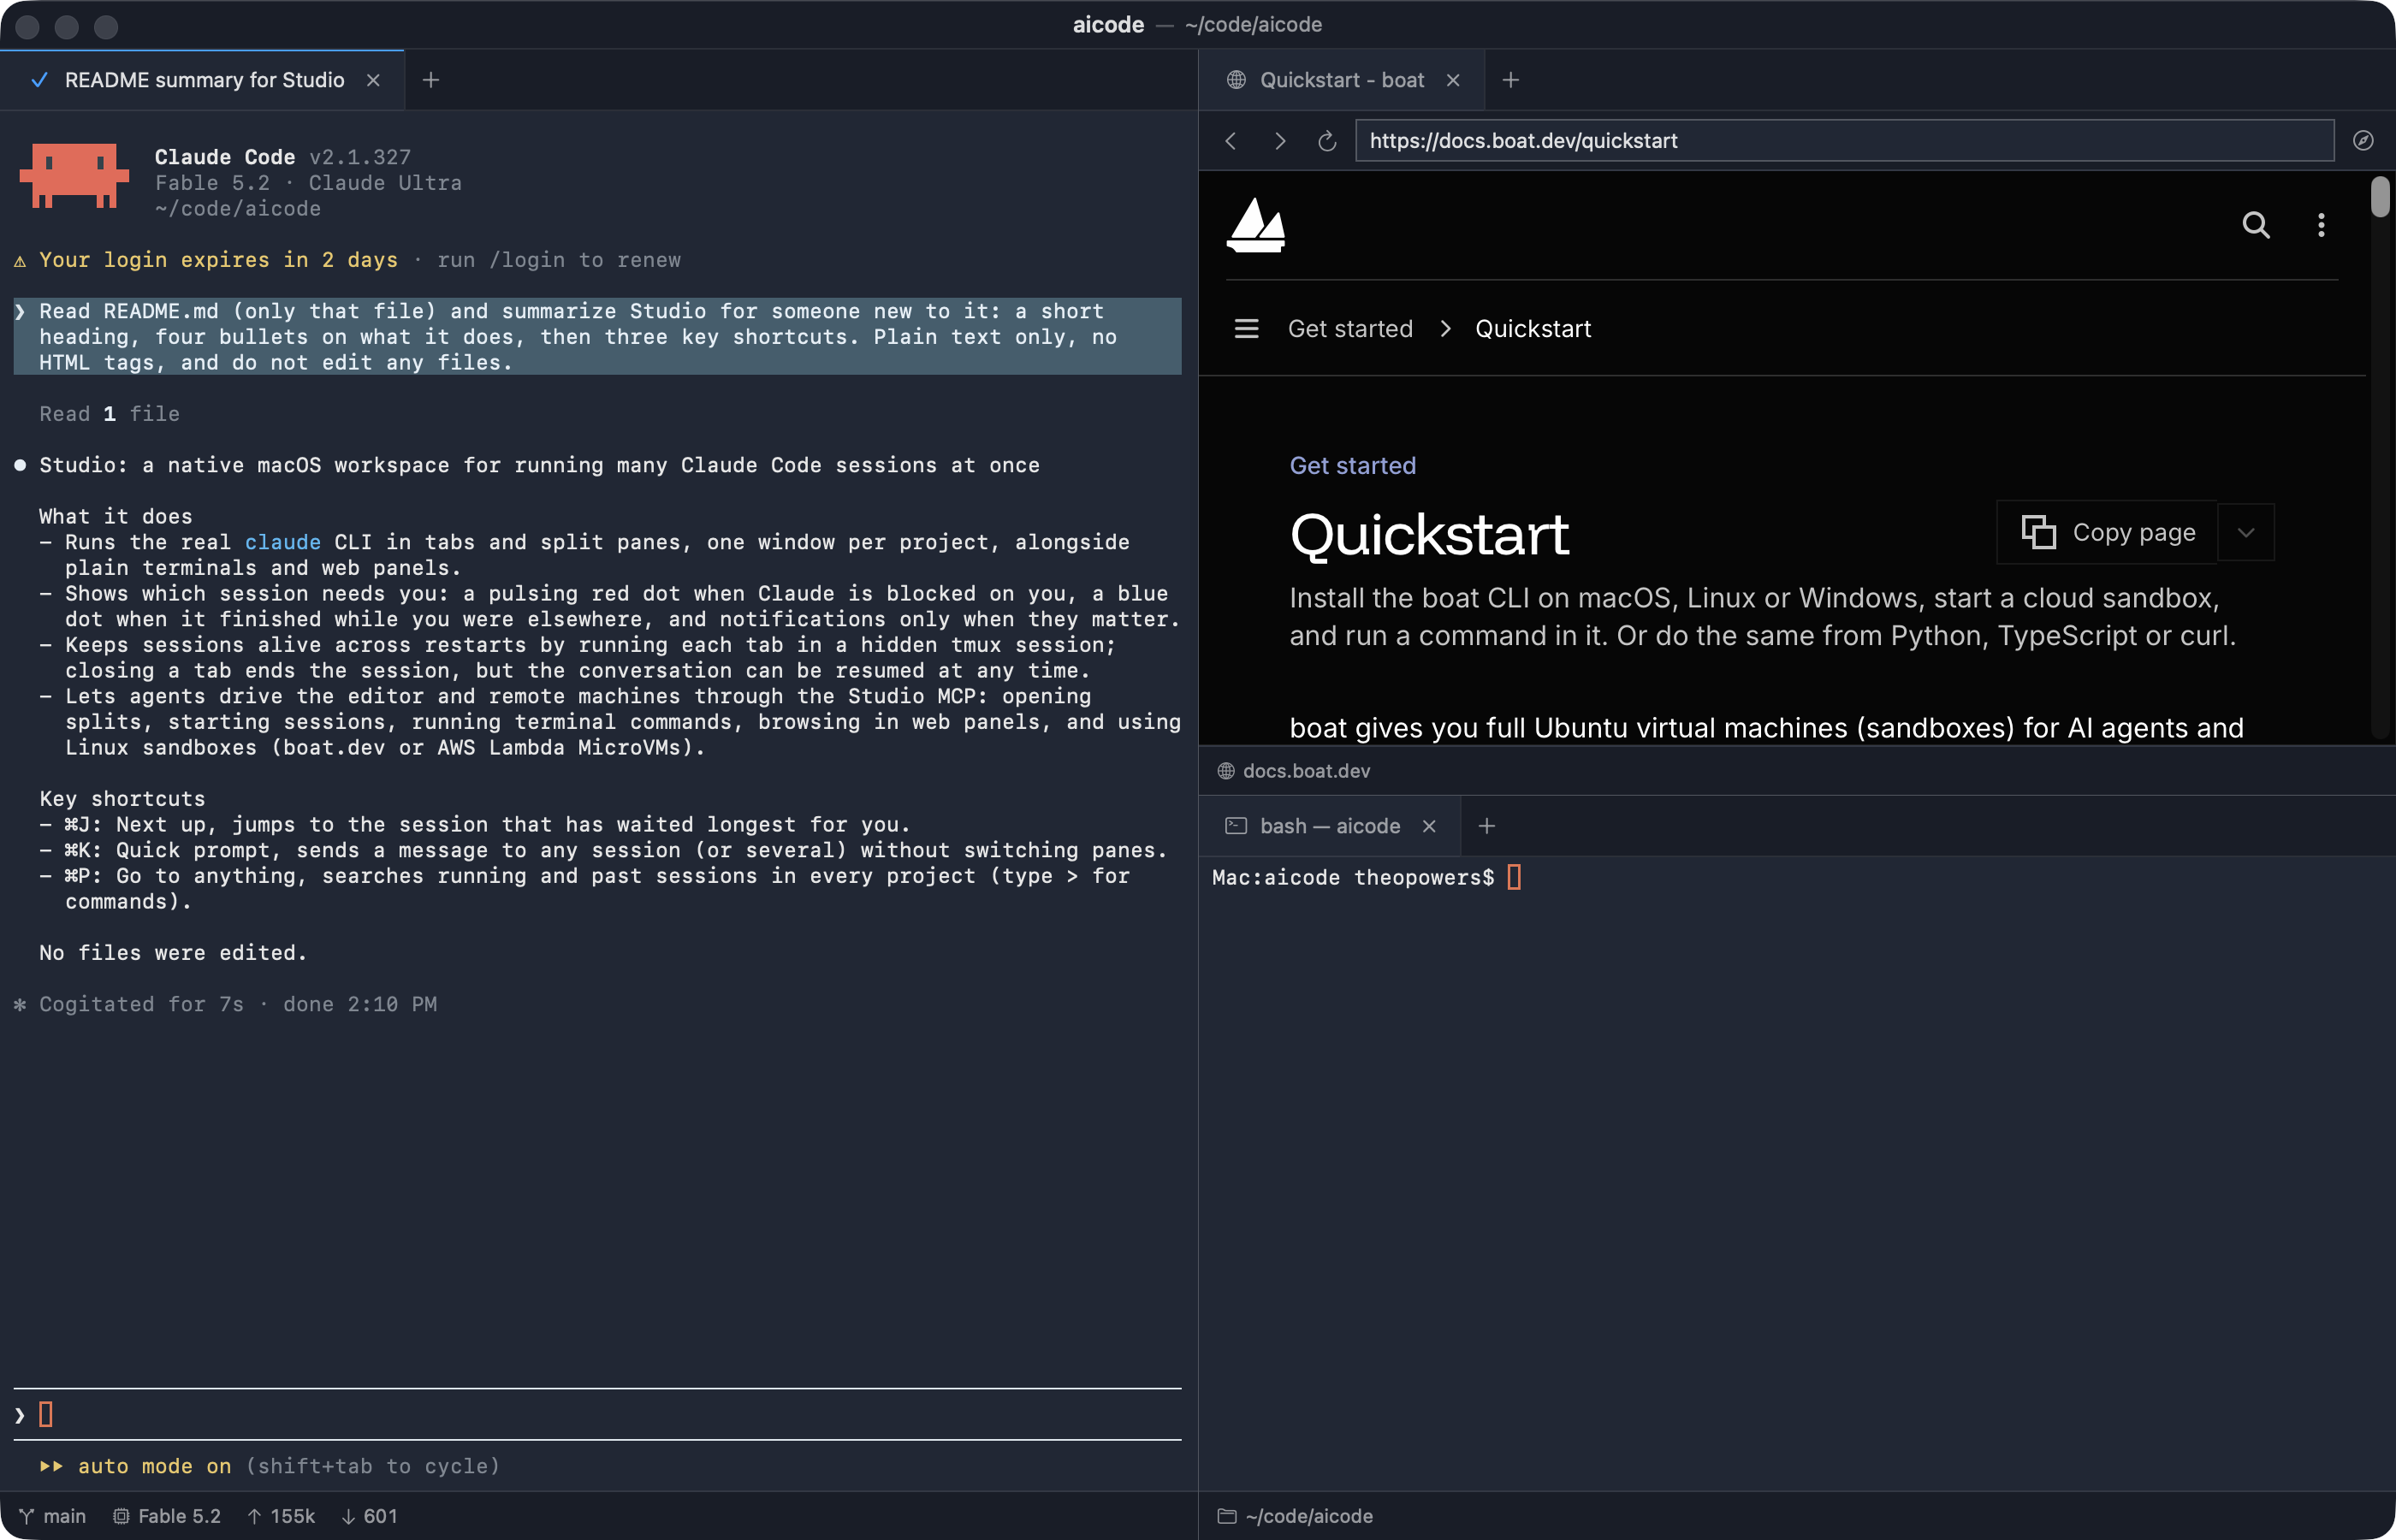 aicode — ~/code/aicode
README summary for Studio
Claude Code v2.1.327
Fable 5.2 · Claude Ultra
~/code/aicode
⚠ Your login expires in 2 days · run /login to renew
❯ Read README.md (only that file) and summarize Studio for someone new to it: a short
heading, four bullets on what it does, then three key shortcuts. Plain text only, no
HTML tags, and do not edit any files.
Read 1 file
● Studio: a native macOS workspace for running many Claude Code sessions at once
What it does
– Runs the real claude CLI in tabs and split panes, one window per project, alongside
plain terminals and web panels.
– Shows which session needs you: a pulsing red dot when Claude is blocked on you, a blue
dot when it finished while you were elsewhere, and notifications only when they matter.
– Keeps sessions alive across restarts by running each tab in a hidden tmux session;
closing a tab ends the session, but the conversation can be resumed at any time.
– Lets agents drive the editor and remote machines through the Studio MCP: opening
splits, starting sessions, running terminal commands, browsing in web panels, and using
Linux sandboxes (boat.dev or AWS Lambda MicroVMs).
Key shortcuts
– ⌘J: Next up, jumps to the session that has waited longest for you.
– ⌘K: Quick prompt, sends a message to any session (or several) without switching panes.
– ⌘P: Go to anything, searches running and past sessions in every project (type > for
commands).
No files were edited.
✻ Cogitated for 7s · done 2:10 PM
❯
▸▸ auto mode on (shift+tab to cycle)
main Fable 5.2 ↑ 155k ↓ 601
Quickstart - boat
https://docs.boat.dev/quickstart
Get started > Quickstart
Get started
Quickstart
Copy page
Install the boat CLI on macOS, Linux or Windows, start a cloud sandbox,
and run a command in it. Or do the same from Python, TypeScript or curl.
boat gives you full Ubuntu virtual machines (sandboxes) for AI agents and
docs.boat.dev
bash — aicode
Mac:aicode theopowers$
~/code/aicode